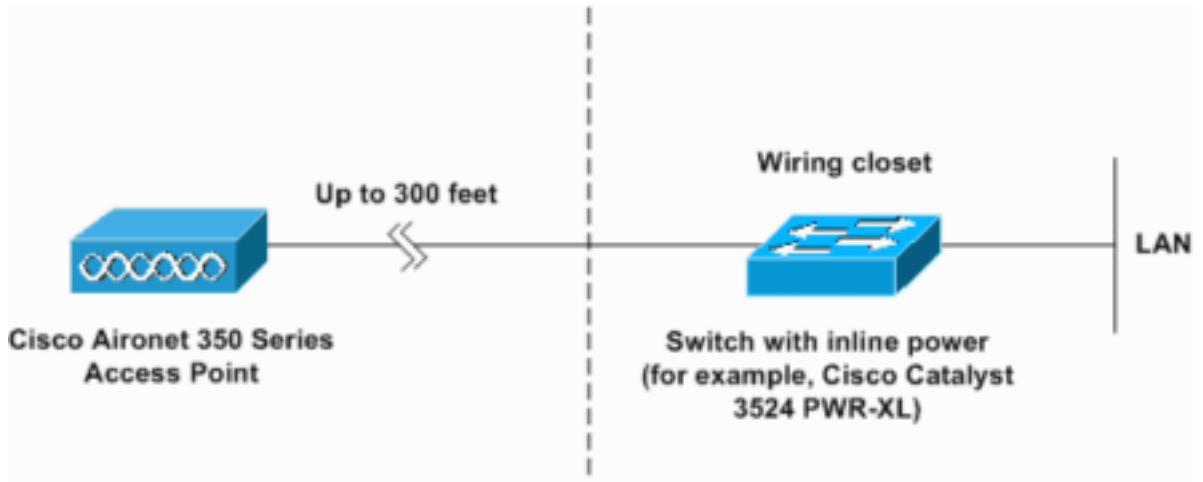 Wiring closet
Up to 300 feet
LAN
Cisco Aironet 350 Series
Access Point
Switch with inline power
(for example, Cisco Catalyst
3524 PWR-XL)